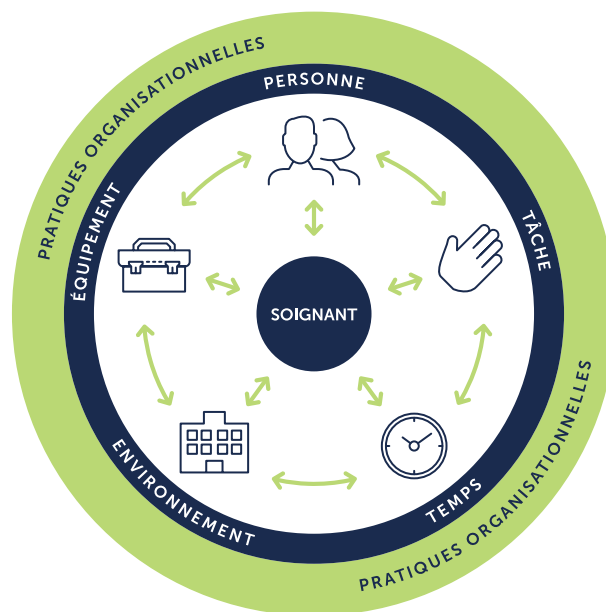 PRATIQUES ORGANISATIONNELLES
PERSONNE
ÉQUIPEMENT
TÂCHE
SOIGNANT
ENVIRONNEMENT
TEMPS
PRATIQUES ORGANISATIONNELLES